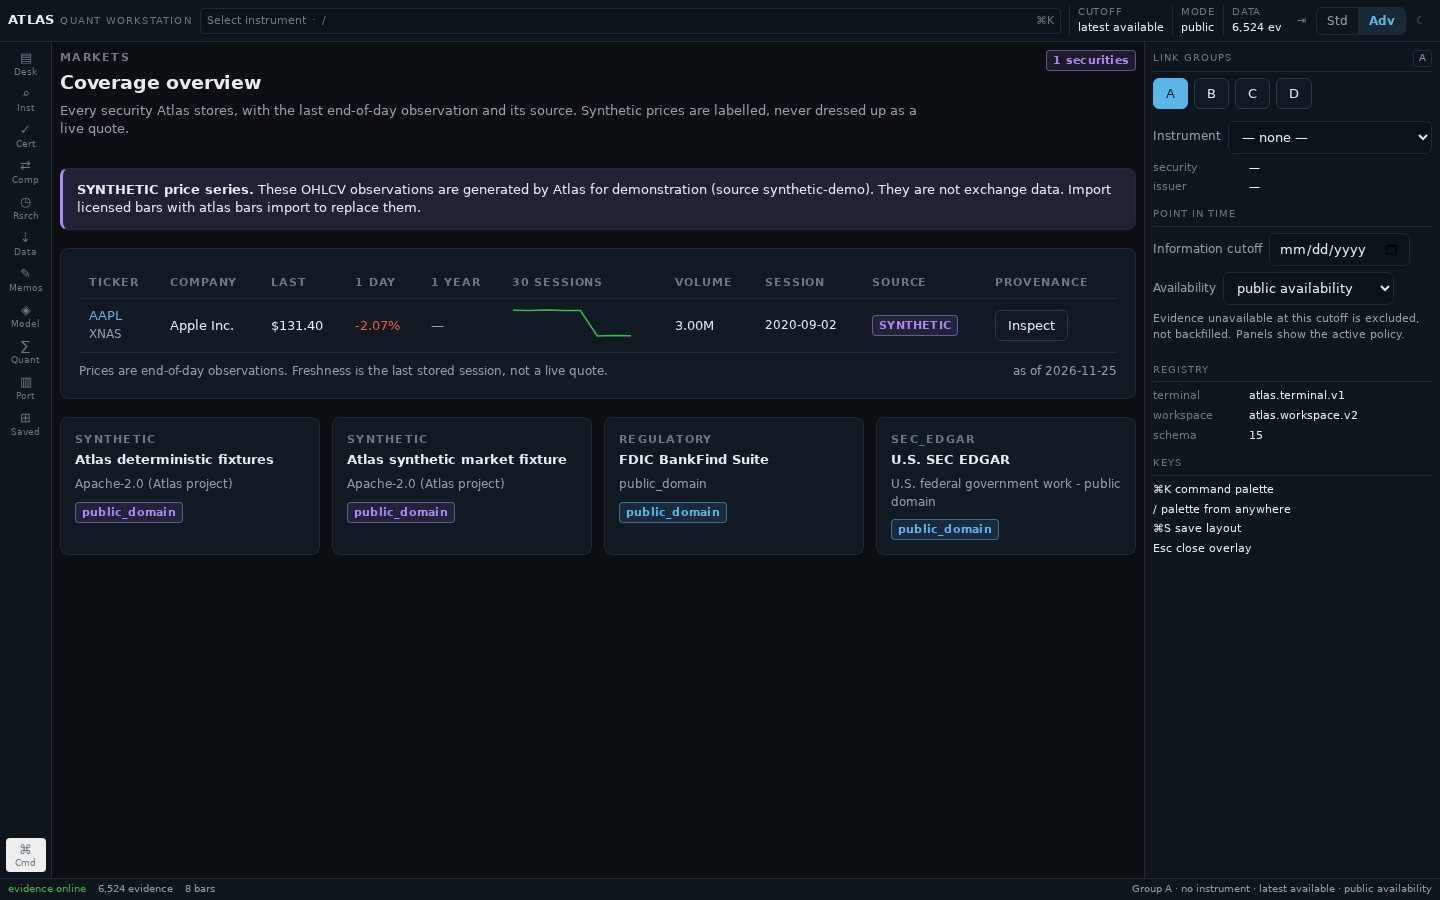 ATLAS QUANT WORKSTATION
Select instrument · /
⌘K
CUTOFF
latest available
MODE
public
DATA
6,524 ev
Std
Adv
Desk
Inst
Cert
Comp
Rsrch
Data
Memos
Model
Quant
Port
Saved
Cmd
MARKETS
1 securities
Coverage overview
Every security Atlas stores, with the last end-of-day observation and its source. Synthetic prices are labelled, never dressed up as a
live quote.
SYNTHETIC price series. These OHLCV observations are generated by Atlas for demonstration (source synthetic-demo). They are not exchange data. Import
licensed bars with atlas bars import to replace them.
TICKER COMPANY LAST 1 DAY 1 YEAR 30 SESSIONS VOLUME SESSION SOURCE PROVENANCE
AAPL
XNAS
Apple Inc. $131.40 -2.07% — 3.00M 2020-09-02 SYNTHETIC Inspect
Prices are end-of-day observations. Freshness is the last stored session, not a live quote.
as of 2026-11-25
SYNTHETIC
Atlas deterministic fixtures
Apache-2.0 (Atlas project)
public_domain
SYNTHETIC
Atlas synthetic market fixture
Apache-2.0 (Atlas project)
public_domain
REGULATORY
FDIC BankFind Suite
public_domain
public_domain
SEC_EDGAR
U.S. SEC EDGAR
U.S. federal government work - public
domain
public_domain
LINK GROUPS
A
A B C D
Instrument — none —
security —
issuer —
POINT IN TIME
Information cutoff mm/dd/yyyy
Availability public availability
Evidence unavailable at this cutoff is excluded,
not backfilled. Panels show the active policy.
REGISTRY
terminal atlas.terminal.v1
workspace atlas.workspace.v2
schema 15
KEYS
⌘K command palette
/ palette from anywhere
⌘S save layout
Esc close overlay
evidence online 6,524 evidence 8 bars
Group A · no instrument · latest available · public availability